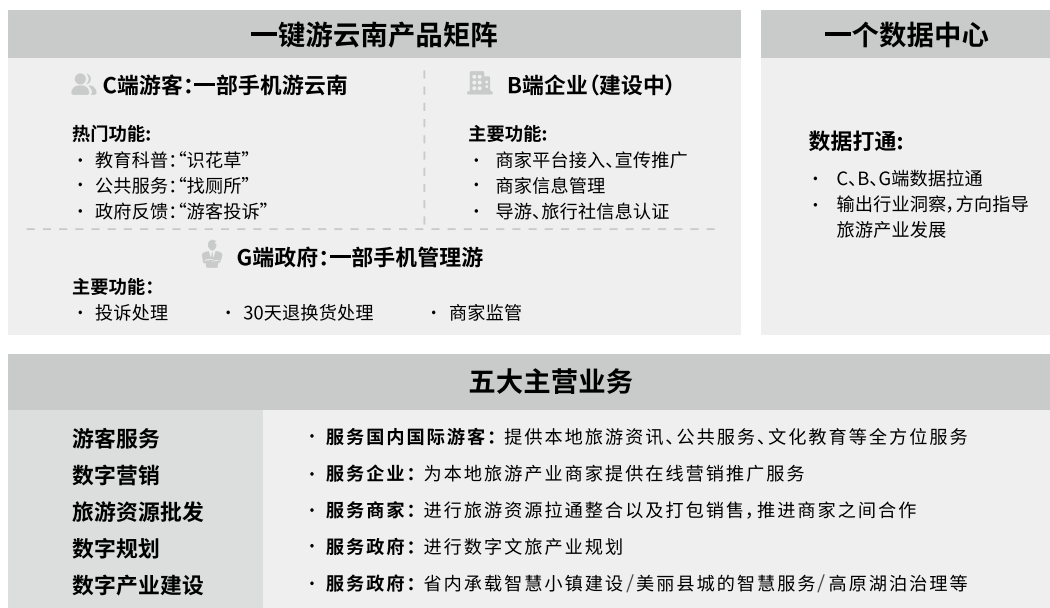 一键游云南产品矩阵
C端游客：一部手机游云南
热门功能:
· 教育科普：“识花草”
· 公共服务：“找厕所”
· 政府反馈：“游客投诉”
B端企业（建设中）
主要功能:
· 商家平台接入、宣传推广
· 商家信息管理
· 导游、旅行社信息认证
G端政府：一部手机管理游
主要功能：
· 投诉处理 · 30天退换货处理 · 商家监管
一个数据中心
数据打通:
· C、B、G端数据拉通
· 输出行业洞察，方向指导
旅游产业发展
五大主营业务
游客服务 · 服务国内国际游客：提供本地旅游资讯、公共服务、文化教育等全方位服务
数字营销 · 服务企业：为本地旅游产业商家提供在线营销推广服务
旅游资源批发 · 服务商家：进行旅游资源拉通整合以及打包销售，推进商家之间合作
数字规划 · 服务政府：进行数字文旅产业规划
数字产业建设 · 服务政府：省内承载智慧小镇建设/美丽县城的智慧服务/高原湖泊治理等